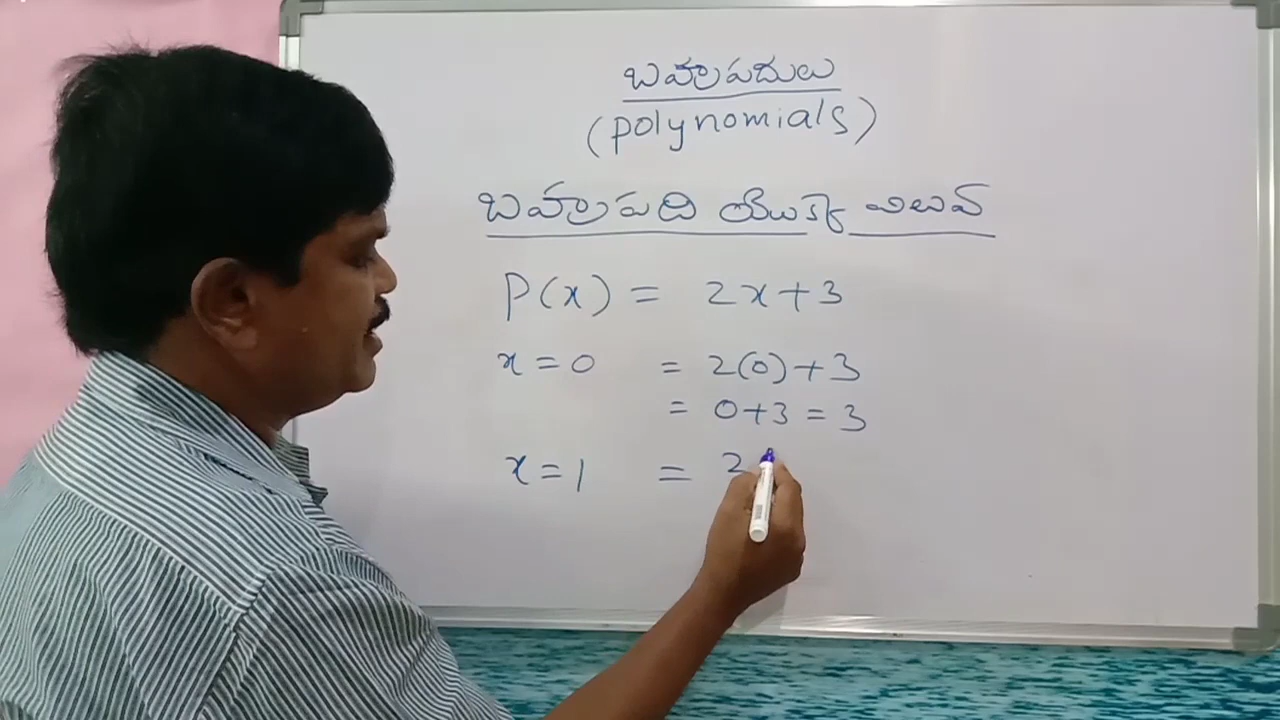 బహుపదులు
(polynomials)
బహుపది యొక్క విలువ
P(x) = 2x+3
x=0 = 2(0)+3
= 0+3 = 3
x=1 = 2